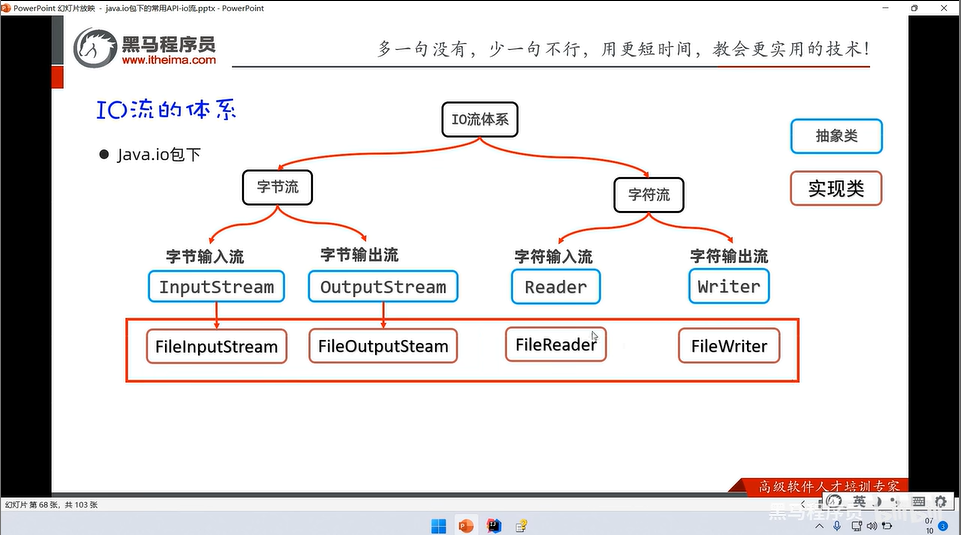 PowerPoint 幻灯片放映 - java.io包下的常用API-io流.pptx - PowerPoint
黑马程序员
www.itheima.com
多一句没有，少一句不行，用更短时间，教会更实用的技术！
IO流的体系
IO流体系
抽象类
● Java.io包下
实现类
字节流
字符流
字节输入流
字节输出流
字符输入流
字符输出流
InputStream
OutputStream
Reader
Writer
FileInputStream
FileOutputSteam
FileReader
FileWriter
高级软件人才培训专家
幻灯片 第 68 张，共 103 张
英
黑马程序员
07
10
3